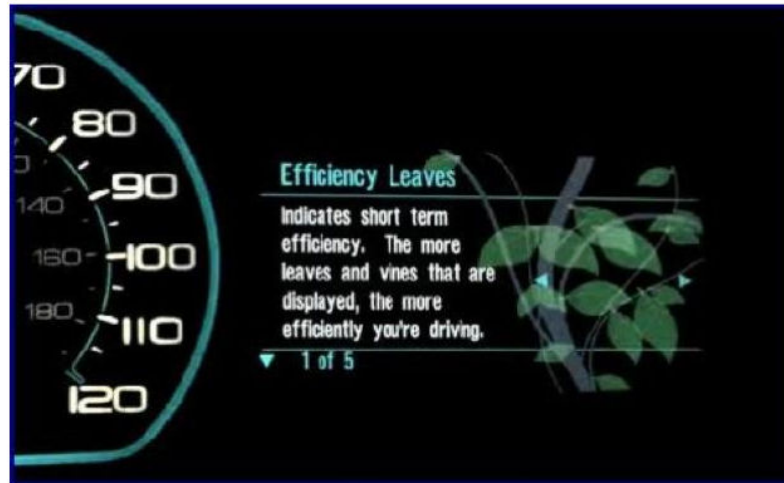 70
80
90
100
110
120
140
160
180
Efficiency Leaves
Indicates short term
efficiency. The more
leaves and vines that are
displayed, the more
efficiently you're driving.
1 of 5